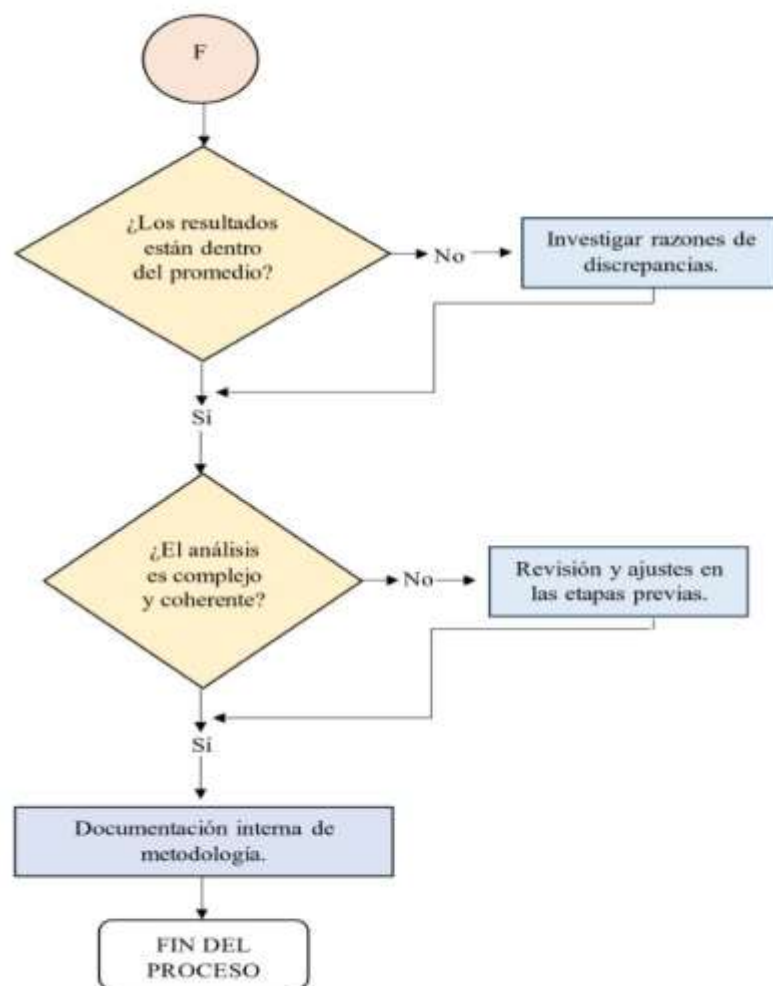 F
¿Los resultados
están dentro
del promedio?
No
Investigar razones de
discrepancias.
Sí
¿El análisis
es complejo
y coherente?
No
Revisión y ajustes en
las etapas previas.
Sí
Documentación interna de
metodología.
FIN DEL
PROCESO